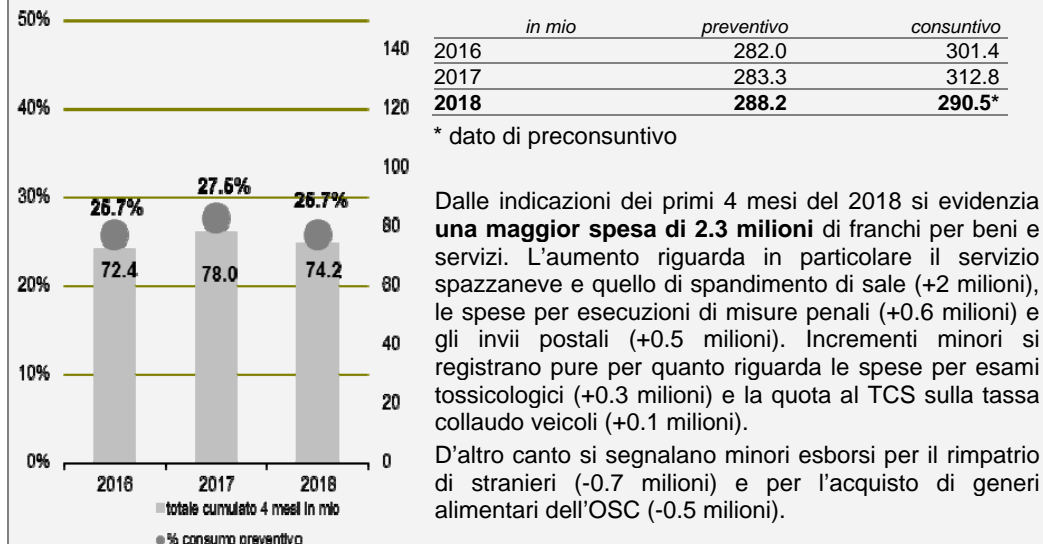 50%
40%
30%
20%
10%
0%
140
120
100
80
60
40
20
0
25.7%
27.5%
25.7%
72.4
78.0
74.2
2016
2017
2018
totale cumulato 4 mesi in mio
% consumo preventivo
in mio preventivo consuntivo
2016 282.0 301.4
2017 283.3 312.8
2018 288.2 290.5*
* dato di preconsuntivo
Dalle indicazioni dei primi 4 mesi del 2018 si evidenzia
una maggior spesa di 2.3 milioni di franchi per beni e
servizi. L'aumento riguarda in particolare il servizio
spazzaneve e quello di spandimento di sale (+2 milioni),
le spese per esecuzioni di misure penali (+0.6 milioni) e
gli invii postali (+0.5 milioni). Incrementi minori si
registrano pure per quanto riguarda le spese per esami
tossicologici (+0.3 milioni) e la quota al TCS sulla tassa
collaudo veicoli (+0.1 milioni).
D'altro canto si segnalano minori esborsi per il rimpatrio
di stranieri (-0.7 milioni) e per l'acquisto di generi
alimentari dell'OSC (-0.5 milioni).